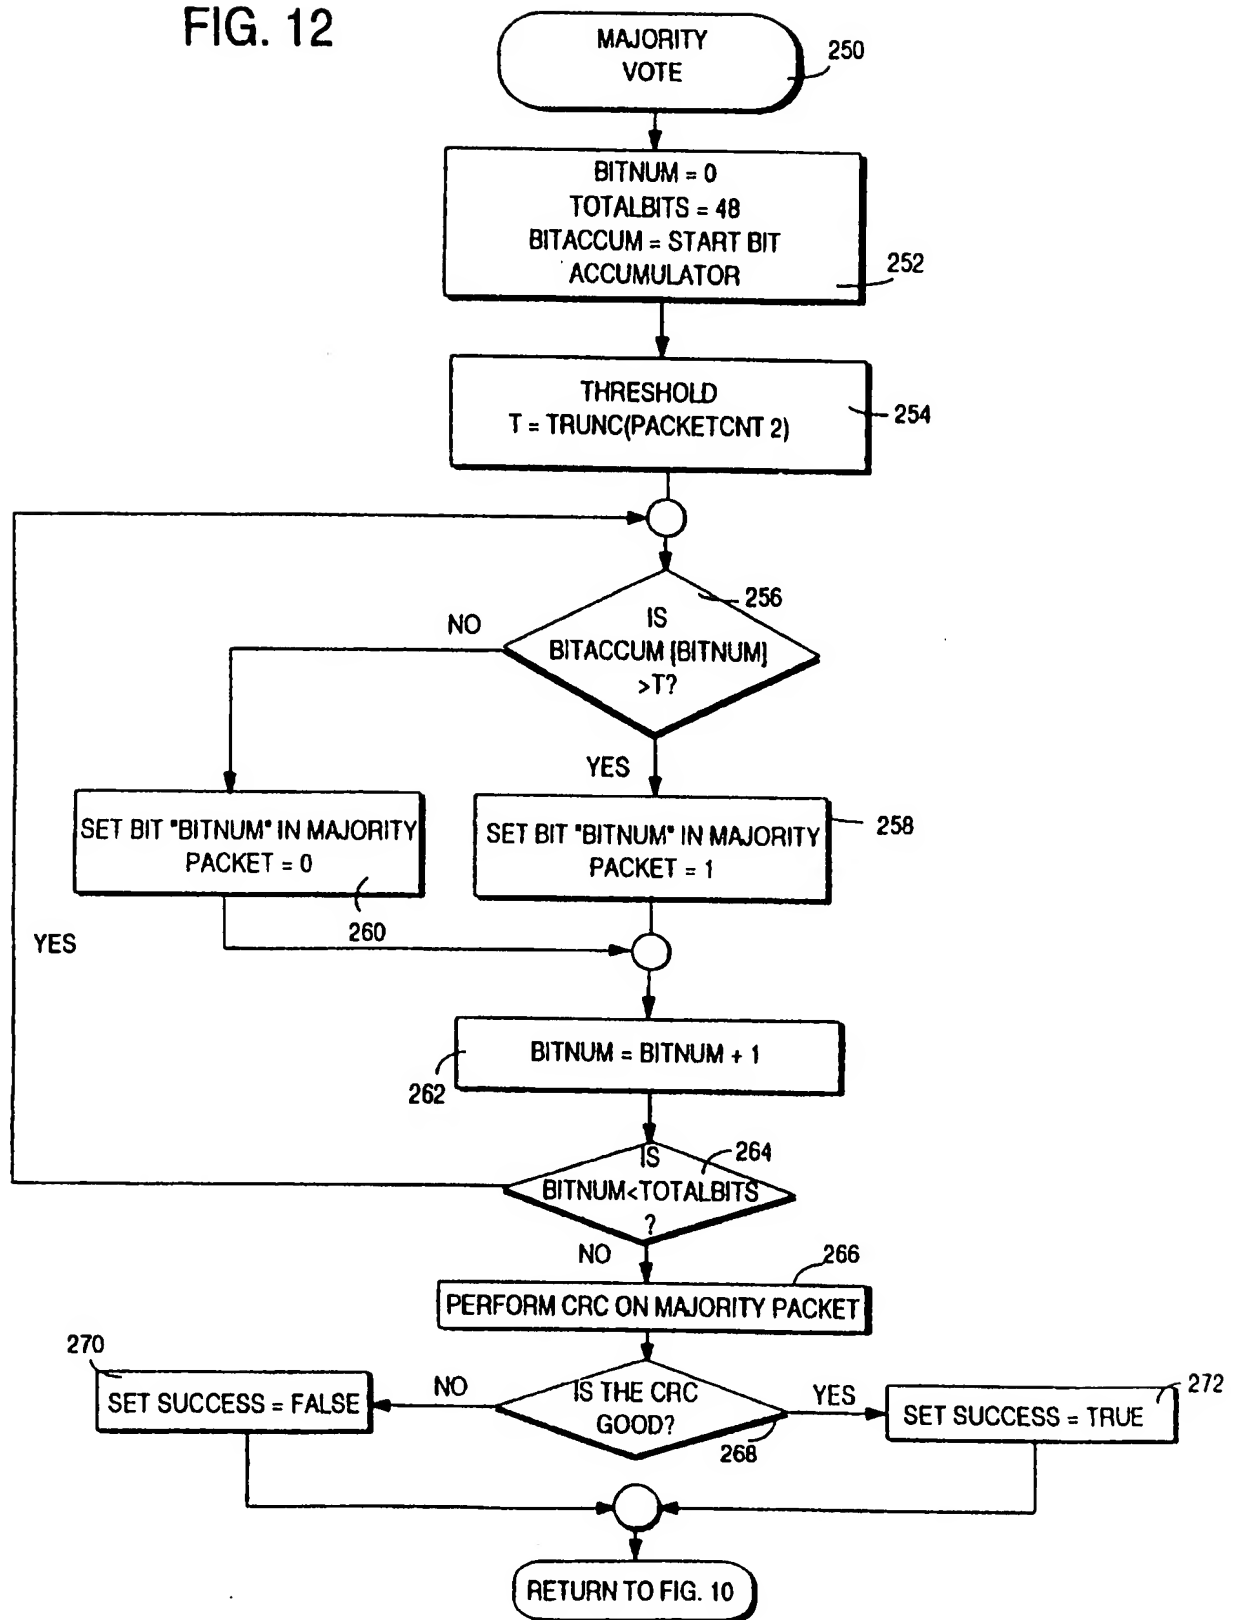 FIG. 12
MAJORITY
VOTE
250
BITNUM = 0
TOTALBITS = 48
BITACCUM = START BIT
ACCUMULATOR
252
THRESHOLD
T = TRUNC(PACKETCNT 2)
254
256
IS
BITACCUM [BITNUM]
>T?
NO
YES
SET BIT "BITNUM" IN MAJORITY
PACKET = 0
260
SET BIT "BITNUM" IN MAJORITY
PACKET = 1
258
YES
BITNUM = BITNUM + 1
262
IS
BITNUM<TOTALBITS
?
264
NO
266
PERFORM CRC ON MAJORITY PACKET
270
SET SUCCESS = FALSE
NO
IS THE CRC
GOOD?
268
YES
SET SUCCESS = TRUE
272
RETURN TO FIG. 10